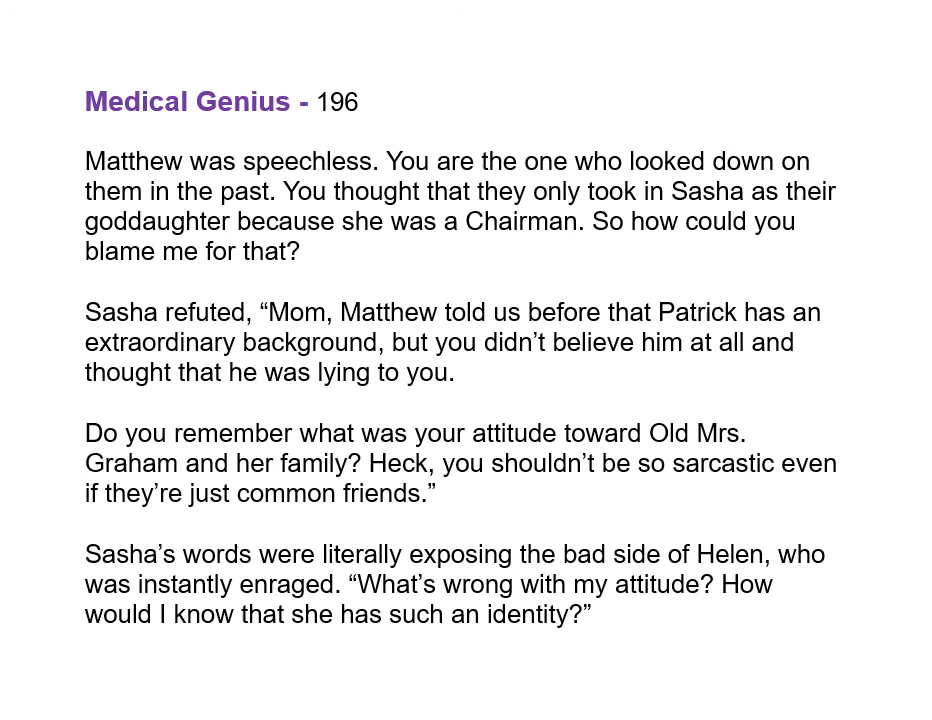 Medical Genius - 196
Matthew was speechless. You are the one who looked down on
them in the past. You thought that they only took in Sasha as their
goddaughter because she was a Chairman. So how could you
blame me for that?
Sasha refuted, “Mom, Matthew told us before that Patrick has an
extraordinary background, but you didn’t believe him at all and
thought that he was lying to you.
Do you remember what was your attitude toward Old Mrs.
Graham and her family? Heck, you shouldn’t be so sarcastic even
if they’re just common friends.”
Sasha’s words were literally exposing the bad side of Helen, who
was instantly enraged. “What’s wrong with my attitude? How
would I know that she has such an identity?”